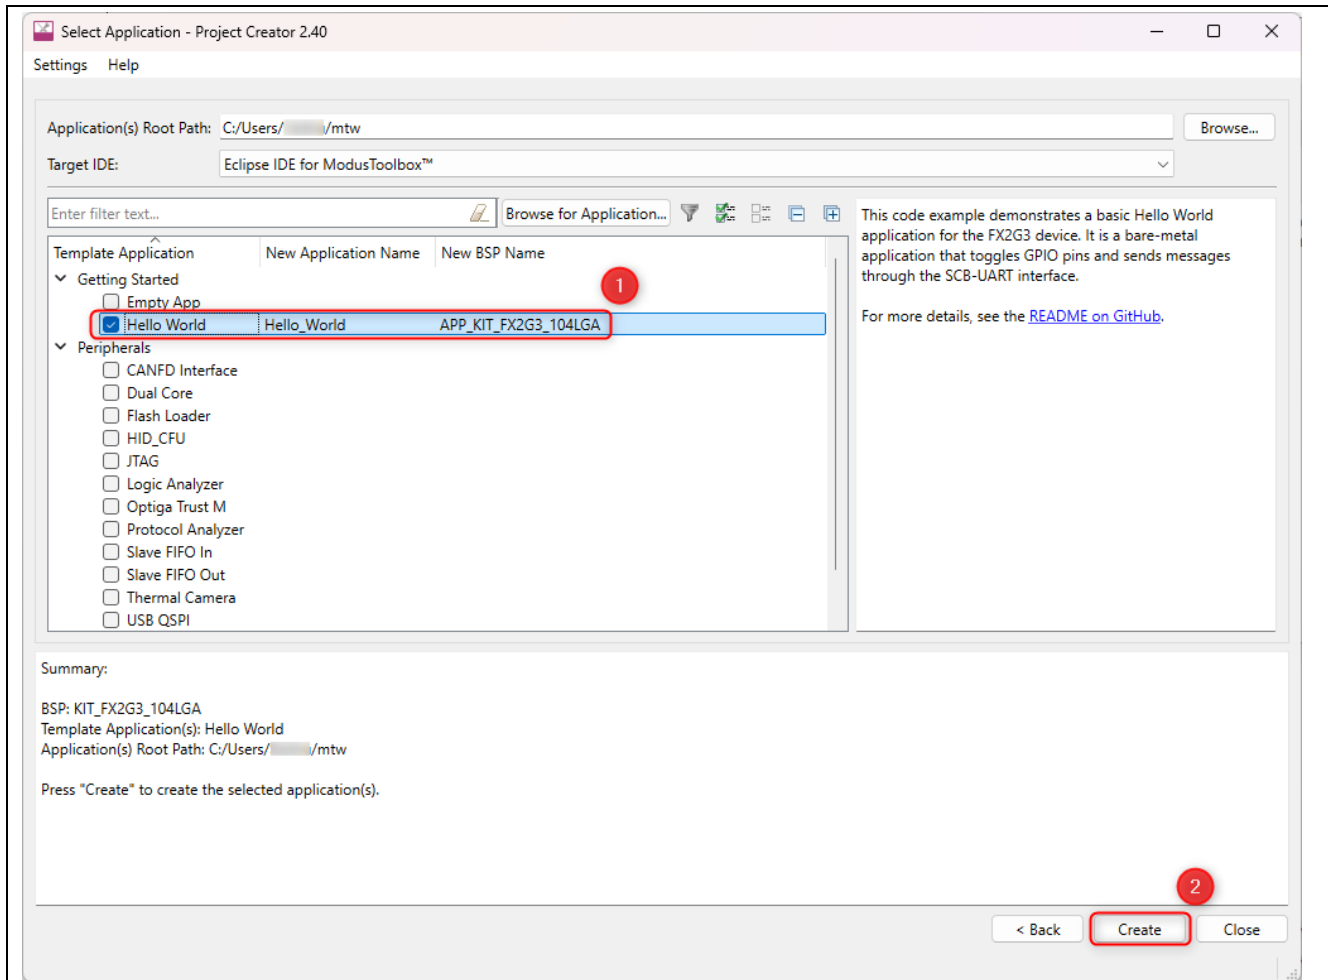 Select Application - Project Creator 2.40
Settings Help
Application(s) Root Path: C:/Users/ /mtw Browse...
Target IDE: Eclipse IDE for ModusToolbox™
Enter filter text... Browse for Application...
Template Application New Application Name New BSP Name
Getting Started
1
Empty App
Hello World Hello_World APP_KIT_FX2G3_104LGA
Peripherals
CANFD Interface
Dual Core
Flash Loader
HID_CFU
JTAG
Logic Analyzer
Optiga Trust M
Protocol Analyzer
Slave FIFO In
Slave FIFO Out
Thermal Camera
USB QSPI
This code example demonstrates a basic Hello World
application for the FX2G3 device. It is a bare-metal
application that toggles GPIO pins and sends messages
through the SCB-UART interface.
For more details, see the README on GitHub.
Summary:
BSP: KIT_FX2G3_104LGA
Template Application(s): Hello World
Application(s) Root Path: C:/Users/ /mtw
Press "Create" to create the selected application(s).
2
< Back Create Close